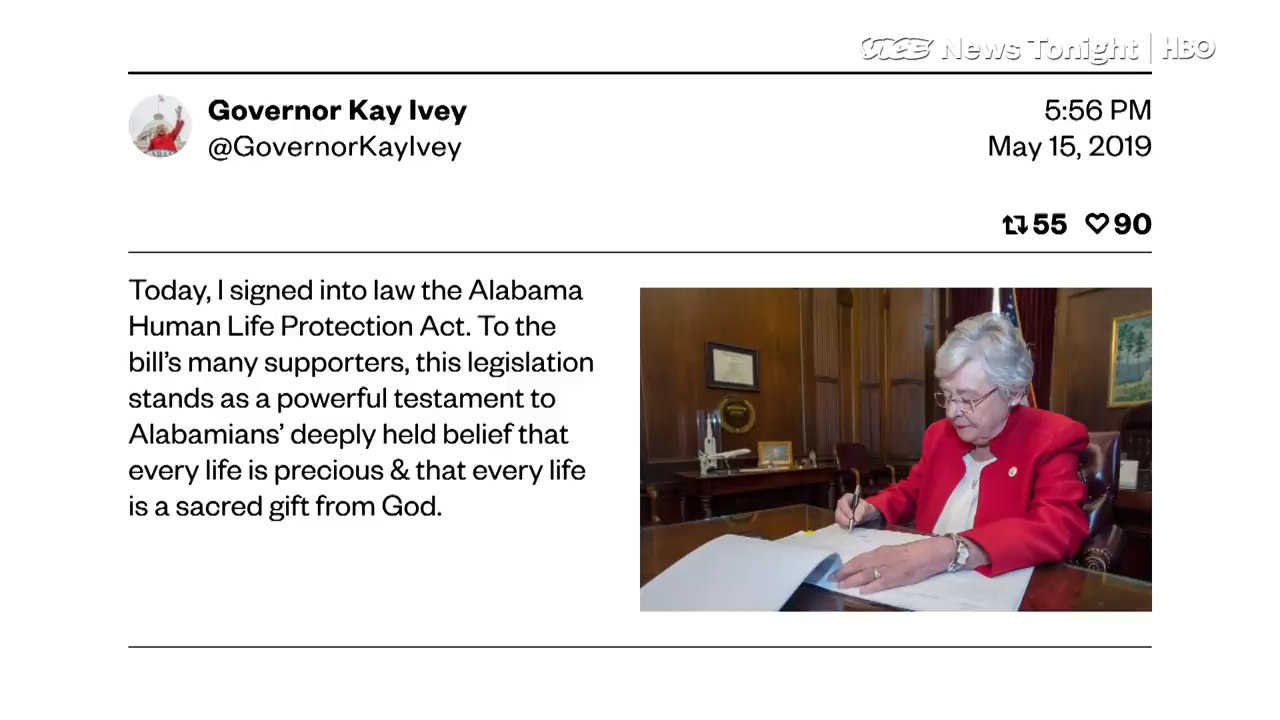 VICE News Tonight | HBO
Governor Kay Ivey
@GovernorKayIvey
5:56 PM
May 15, 2019
55 90
Today, I signed into law the Alabama
Human Life Protection Act. To the
bill’s many supporters, this legislation
stands as a powerful testament to
Alabamians’ deeply held belief that
every life is precious & that every life
is a sacred gift from God.